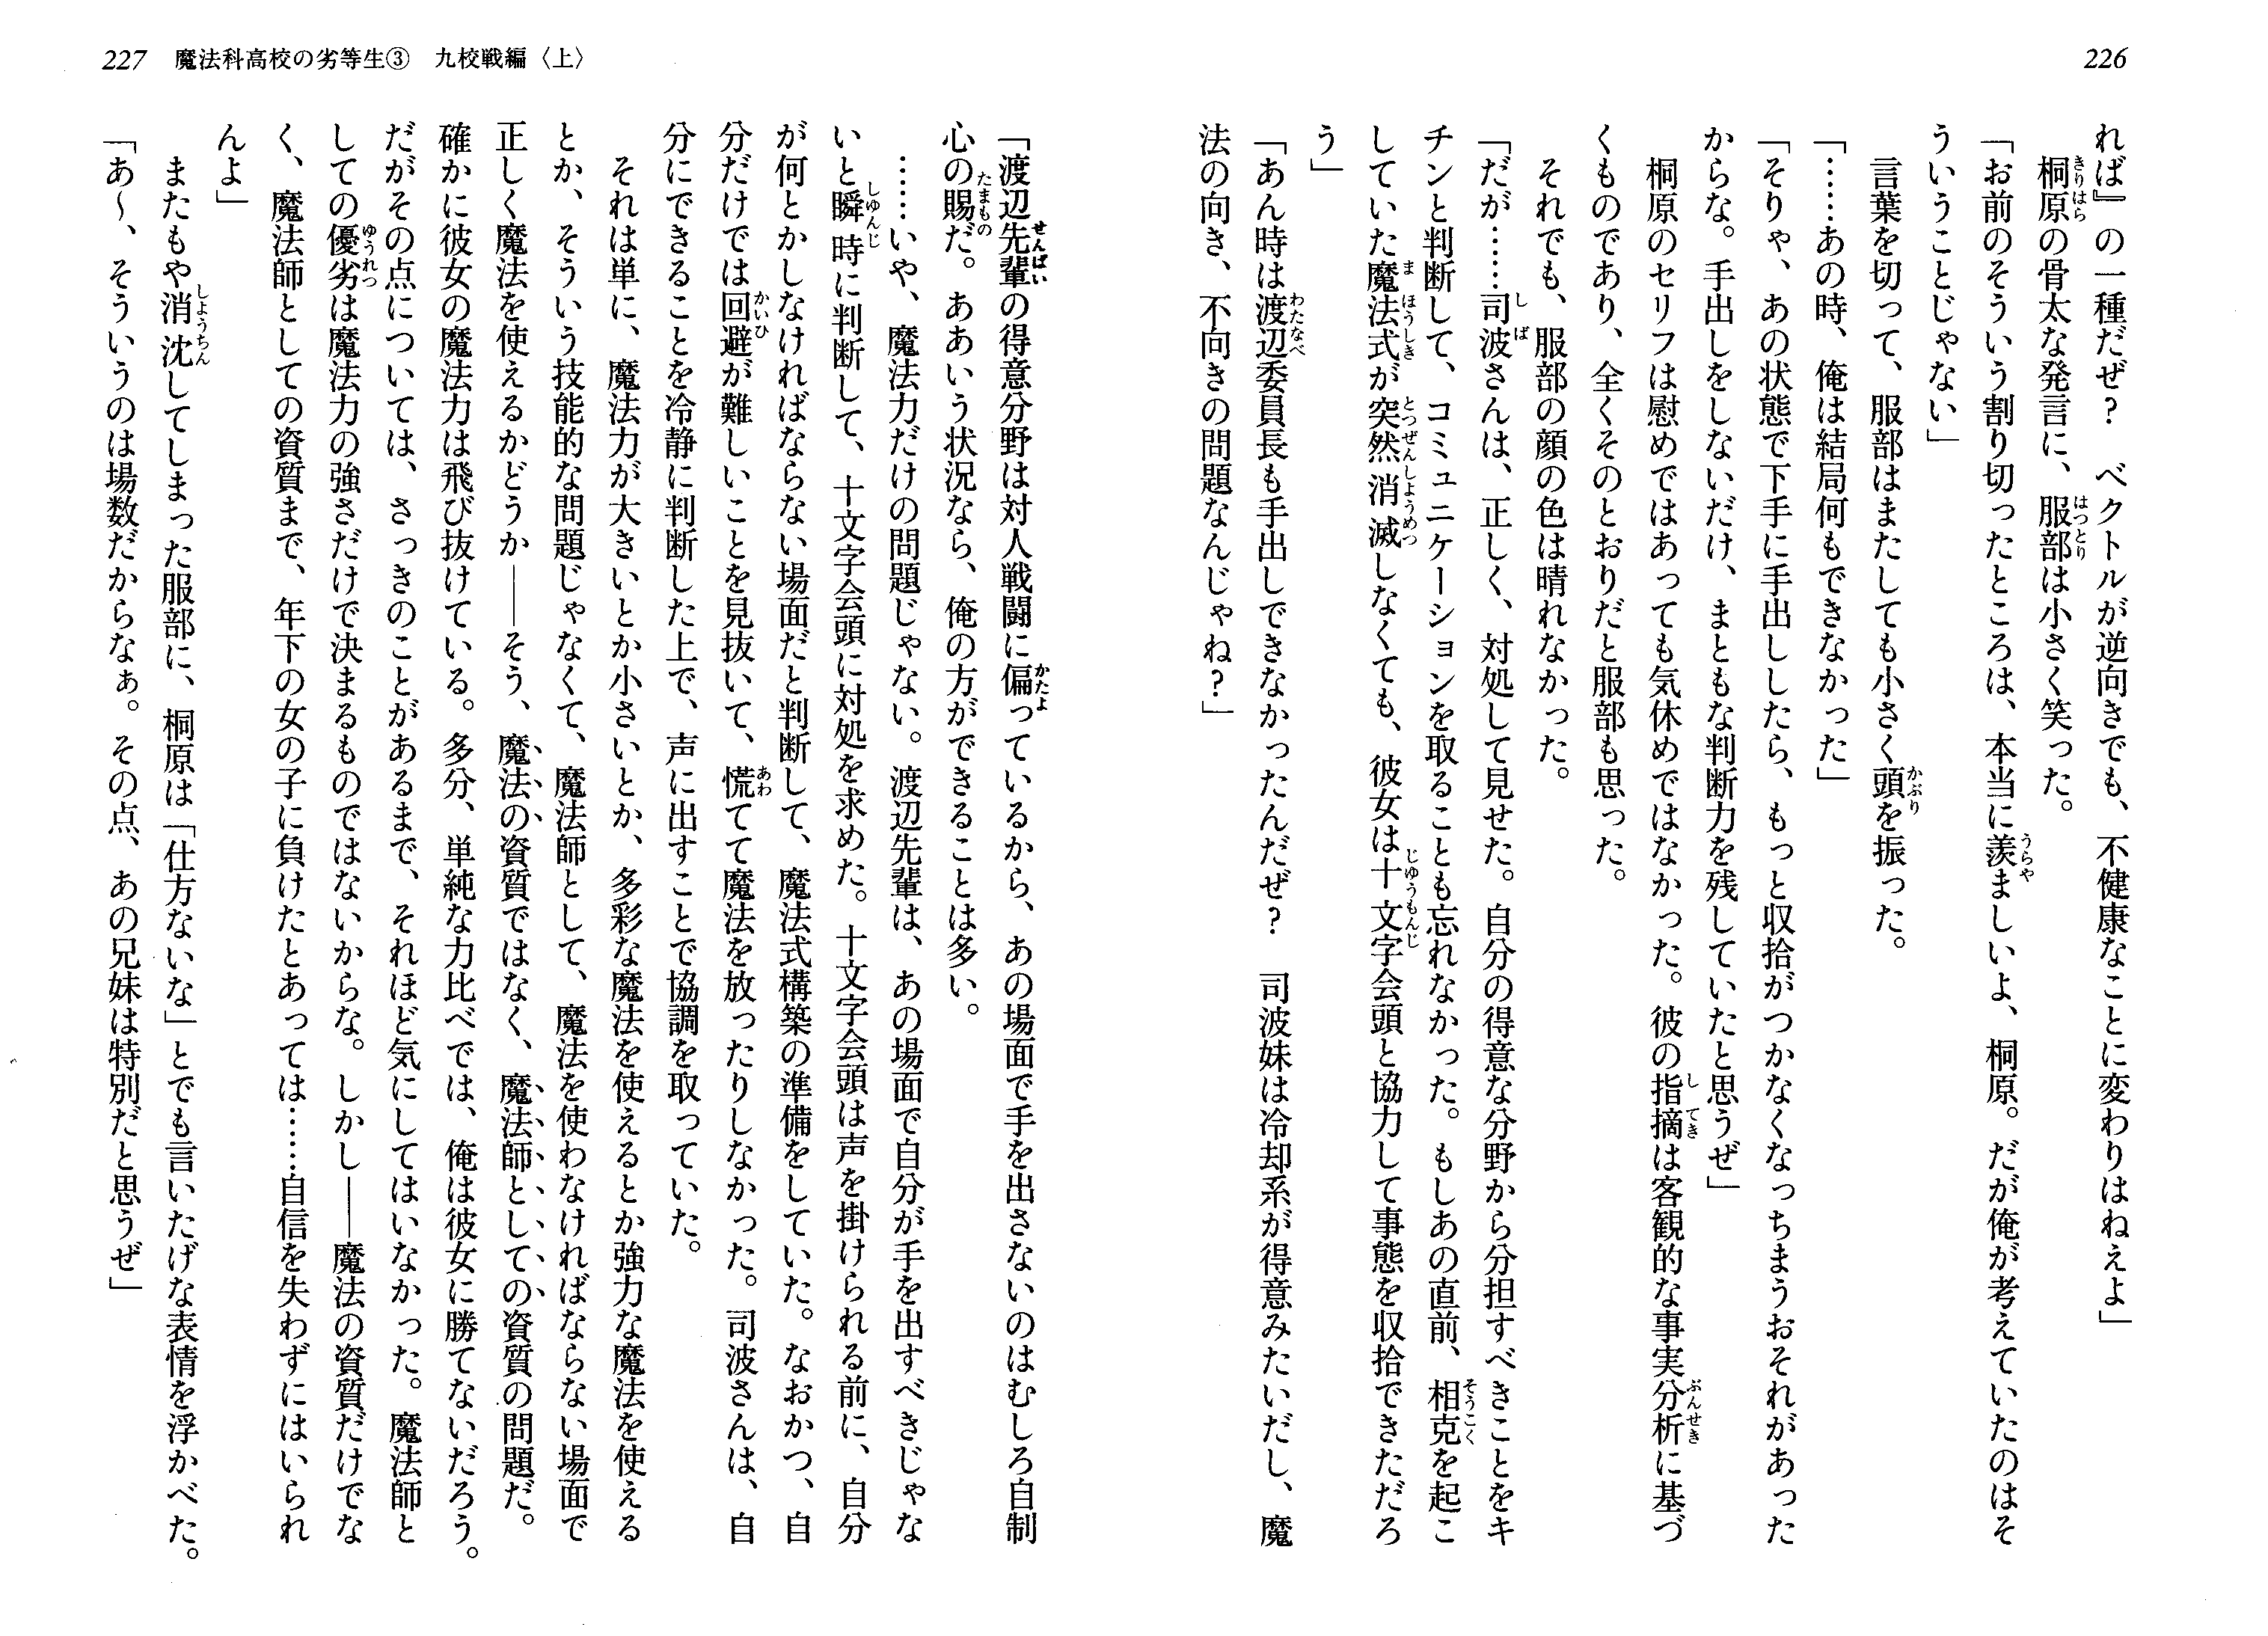 226
れば』の一種だぜ?　ベクトルが逆向きでも、不健康なことに変わりはねえよ」
　桐原の骨太な発言に、服部は小さく笑った。
「お前のそういう割り切ったところは、本当に羨ましいよ、桐原。だが俺が考えていたのはそ
ういうことじゃない」
　言葉を切って、服部はまたしても小さく頭を振った。
「……あの時、俺は結局何もできなかった」
「そりゃ、あの状態で下手に手出ししたら、もっと収拾がつかなくなっちまうおそれがあった
からな。手出しをしないだけ、まともな判断力を残していたと思うぜ」
　桐原のセリフは慰めではあっても気休めではなかった。彼の指摘は客観的な事実分析に基づ
くものであり、全くそのとおりだと服部も思った。
　それでも、服部の顔の色は晴れなかった。
「だが……司波さんは、正しく、対処して見せた。自分の得意な分野から分担すべきことをキ
チンと判断して、コミュニケーションを取ることも忘れなかった。もしあの直前、相克を起こ
していた魔法式が突然消滅しなくても、彼女は十文字会頭と協力して事態を収拾できただろ
う」
「あん時は渡辺委員長も手出しできなかったんだぜ?　司波妹は冷却系が得意みたいだし、魔
法の向き、不向きの問題なんじゃね?」
227　魔法科高校の劣等生③　九校戦編〈上〉
「渡辺先輩の得意分野は対人戦闘に偏っているから、あの場面で手を出さないのはむしろ自制
心の賜だ。ああいう状況なら、俺の方ができることは多い。
　……いや、魔法力だけの問題じゃない。渡辺先輩は、あの場面で自分が手を出すべきじゃな
いと瞬時に判断して、十文字会頭に対処を求めた。十文字会頭は声を掛けられる前に、自分
が何とかしなければならない場面だと判断して、魔法式構築の準備をしていた。なおかつ、自
分だけでは回避が難しいことを見抜いて、慌てて魔法を放ったりしなかった。司波さんは、自
分にできることを冷静に判断した上で、声に出すことで協調を取っていた。
　それは単に、魔法力が大きいとか小さいとか、多彩な魔法を使えるとか強力な魔法を使える
とか、そういう技能的な問題じゃなくて、魔法師として、魔法を使わなければならない場面で
正しく魔法を使えるかどうか――そう、魔法の資質ではなく、魔法師としての資質の問題だ。
確かに彼女の魔法力は飛び抜けている。多分、単純な力比べでは、俺は彼女に勝てないだろう。
だがその点については、さっきのことがあるまで、それほど気にしてはいなかった。魔法師と
しての優劣は魔法力の強さだけで決まるものではないからな。しかし――魔法の資質だけでな
く、魔法師としての資質まで、年下の女の子に負けたとあっては……自信を失わずにはいられ
んよ」
　またもや消沈してしまった服部に、桐原は「仕方ないな」とでも言いたげな表情を浮かべた。
「あ～、そういうのは場数だからなぁ。その点、あの兄妹は特別だと思うぜ」